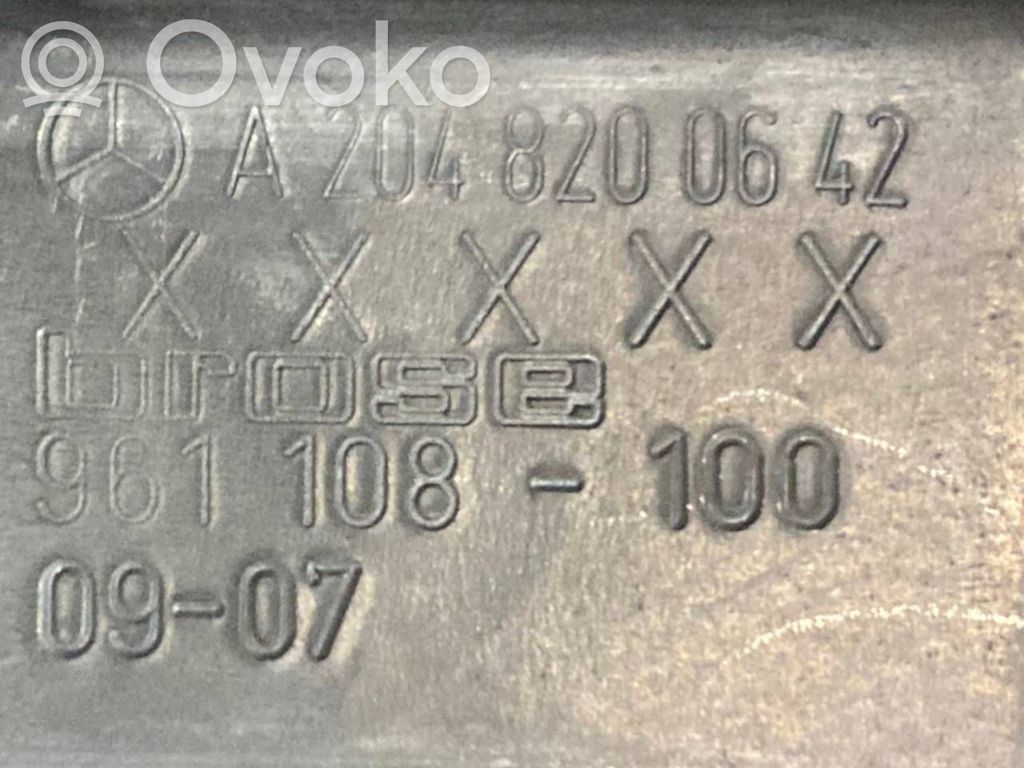 Ovoko
A 204 820 06 42
X X X X X
brose
961 108 - 100
09-07